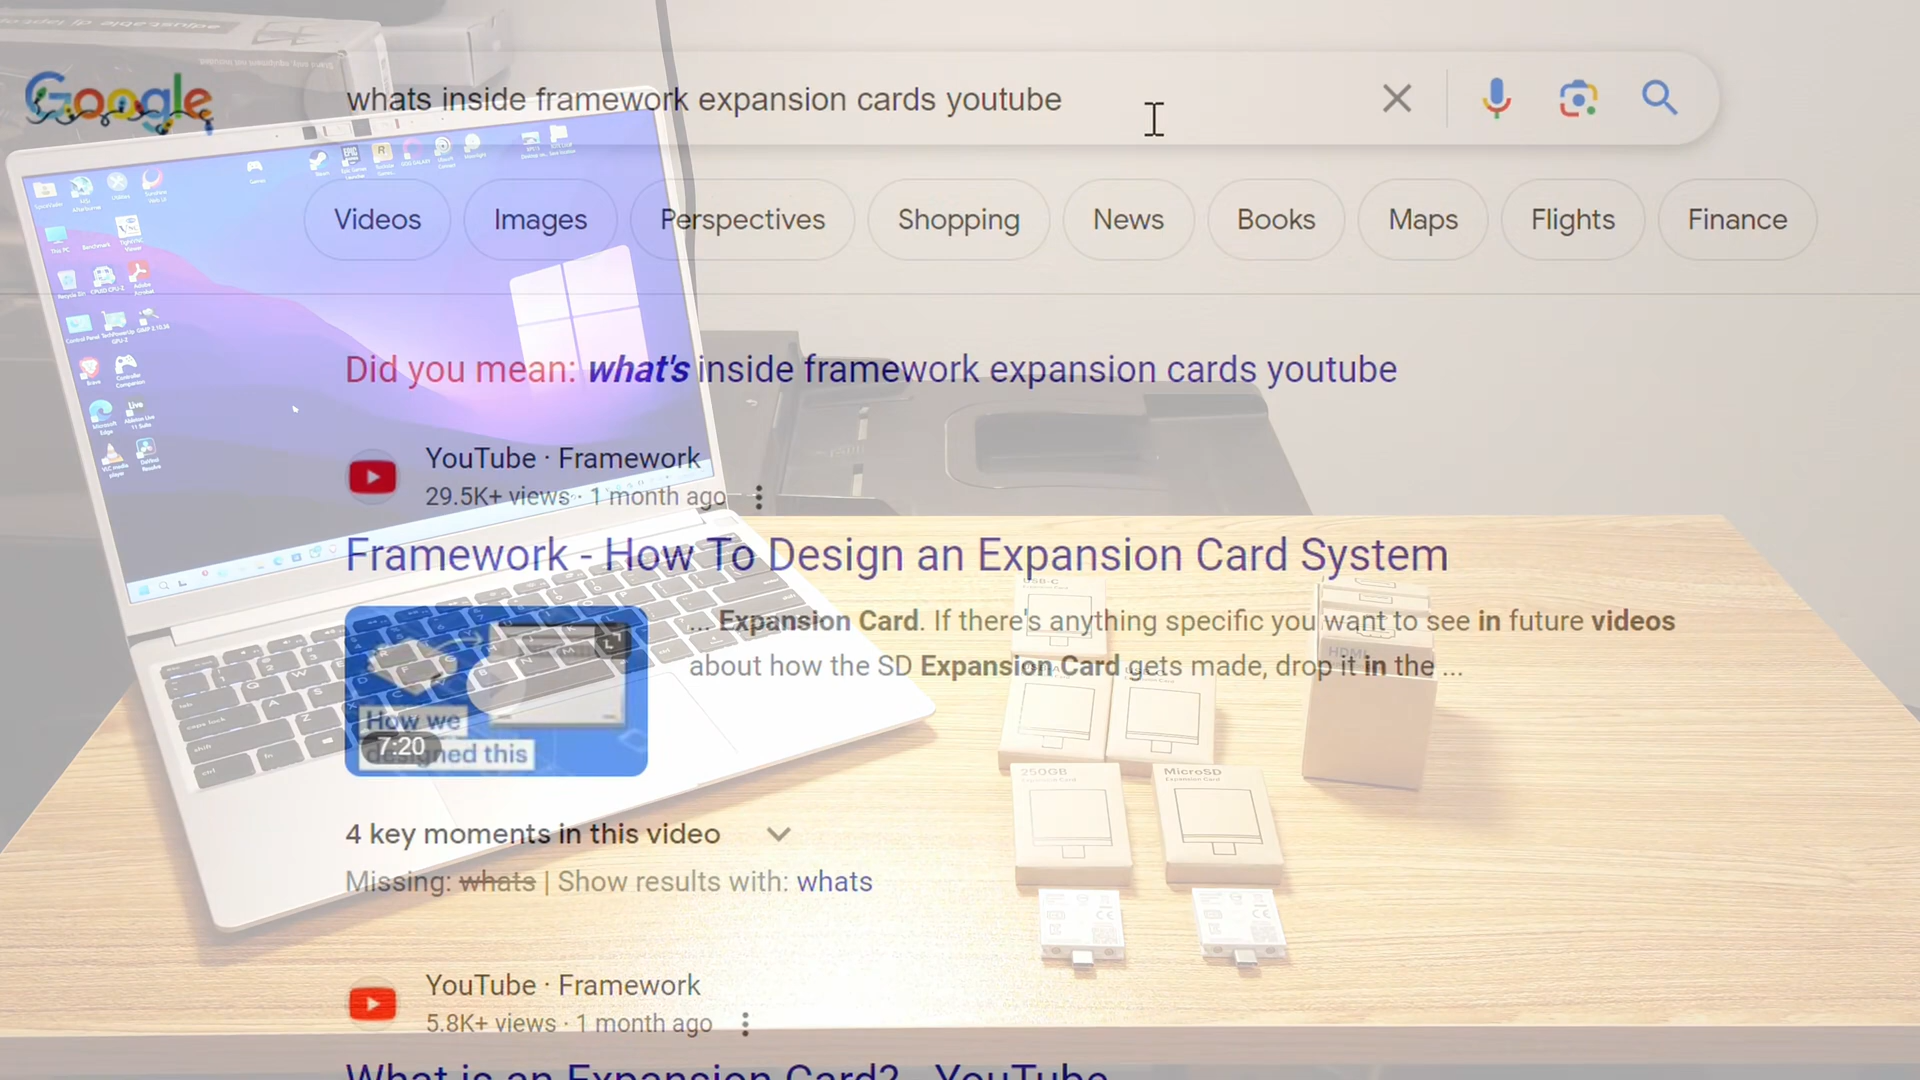 Google
whats inside framework expansion cards youtube
Videos
Images
Perspectives
Shopping
News
Books
Maps
Flights
Finance
Did you mean: what's inside framework expansion cards youtube
YouTube · Framework
29.5K+ views · 1 month ago
Framework - How To Design an Expansion Card System
... Expansion Card. If there's anything specific you want to see in future videos
about how the SD Expansion Card gets made, drop it in the ...
How we
designed this
7:20
4 key moments in this video
Missing: whats | Show results with: whats
YouTube · Framework
5.8K+ views · 1 month ago
What is an Expansion Card? - YouTube
USB-C
HDMI
250GB
Expansion Card
MicroSD
Expansion Card